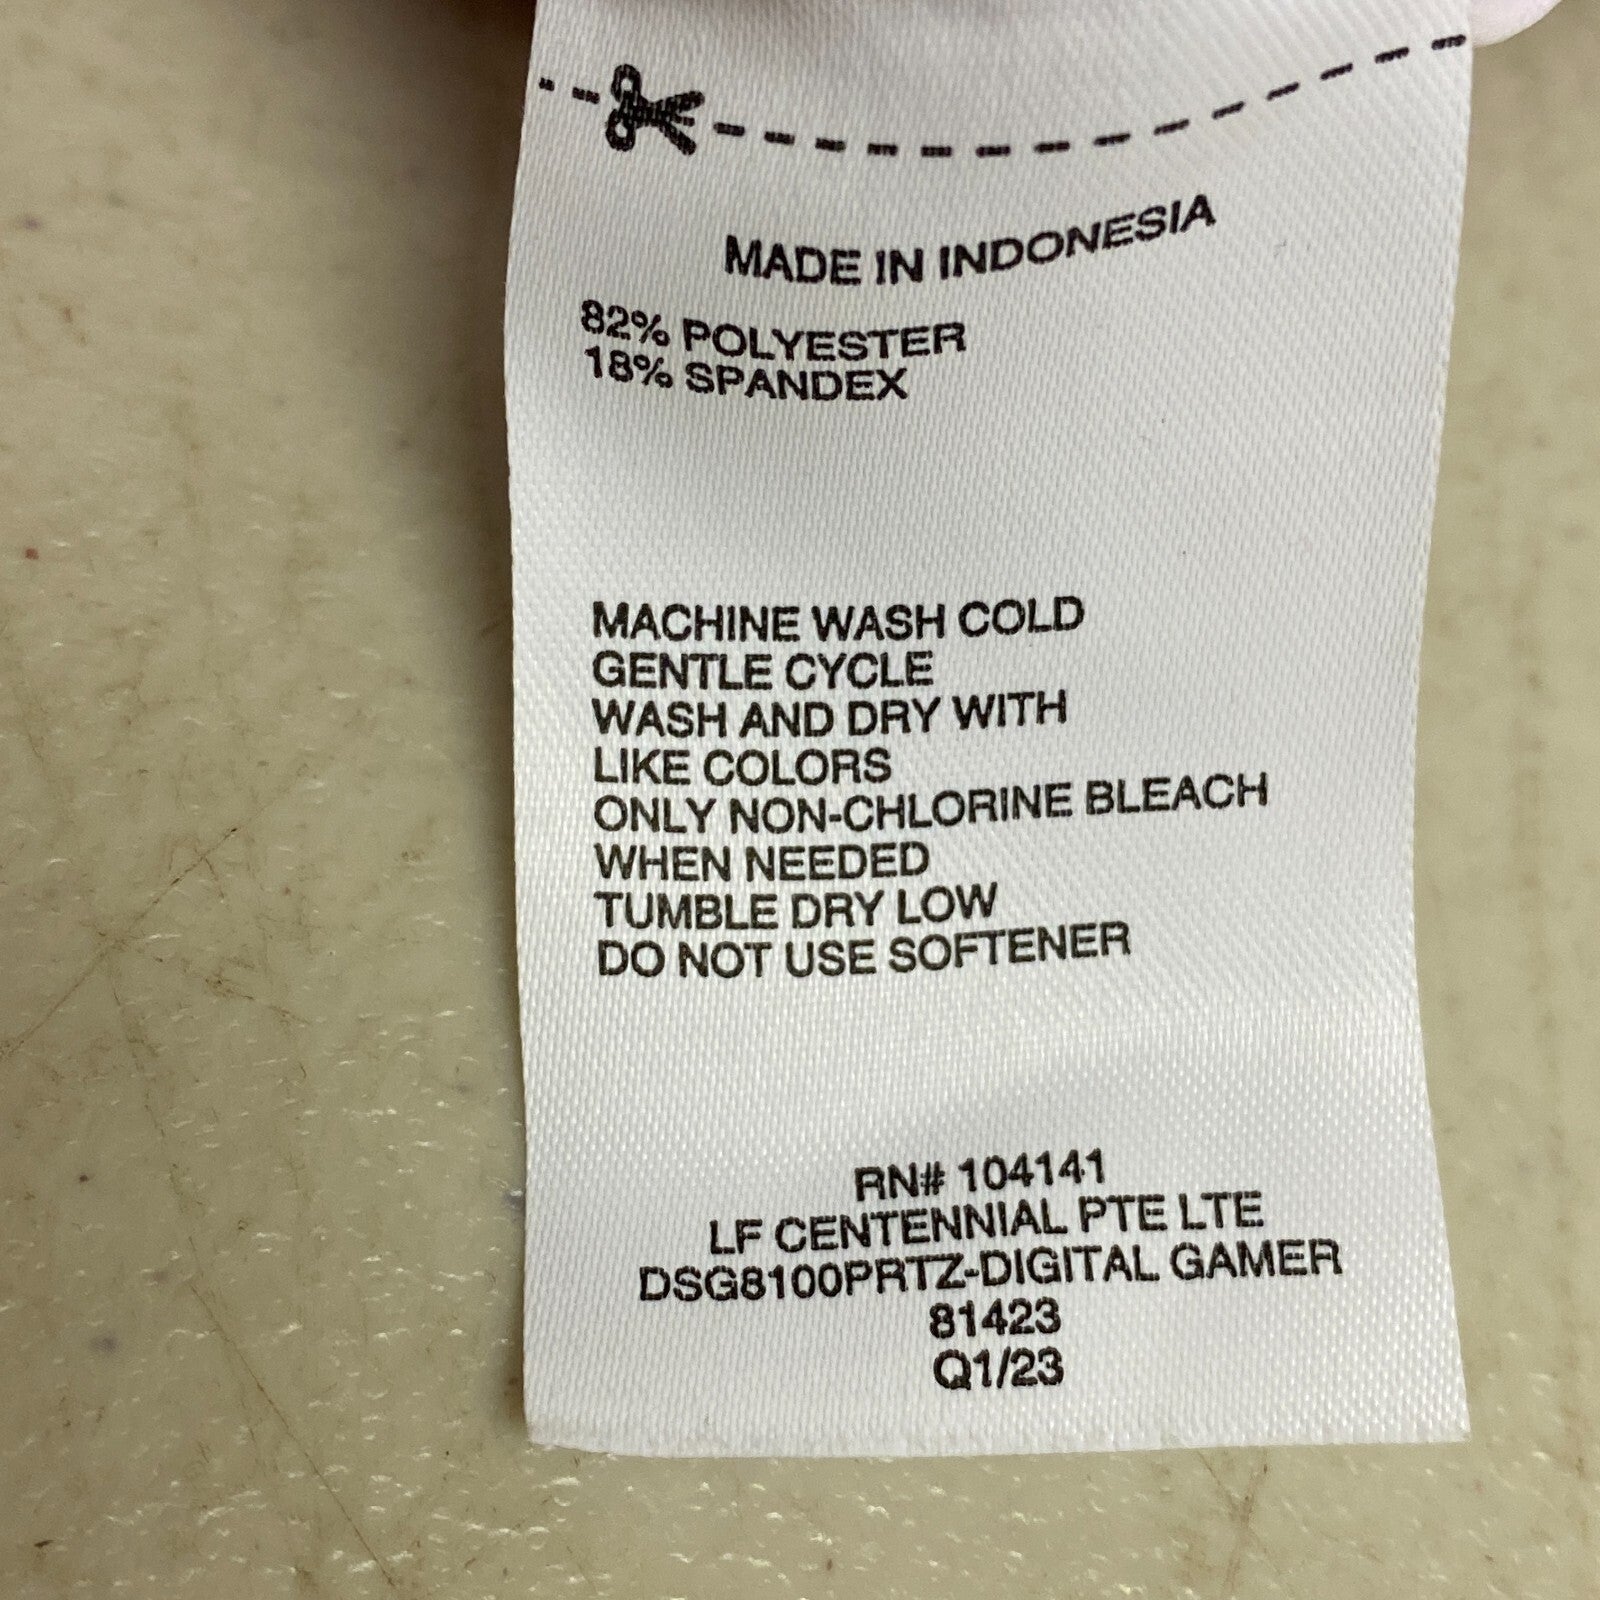 MADE IN INDONESIA
82% POLYESTER
18% SPANDEX
MACHINE WASH COLD
GENTLE CYCLE
WASH AND DRY WITH
LIKE COLORS
ONLY NON-CHLORINE BLEACH
WHEN NEEDED
TUMBLE DRY LOW
DO NOT USE SOFTENER
RN# 104141
LF CENTENNIAL PTE LTE
DSG8100PRTZ-DIGITAL GAMER
81423
Q1/23